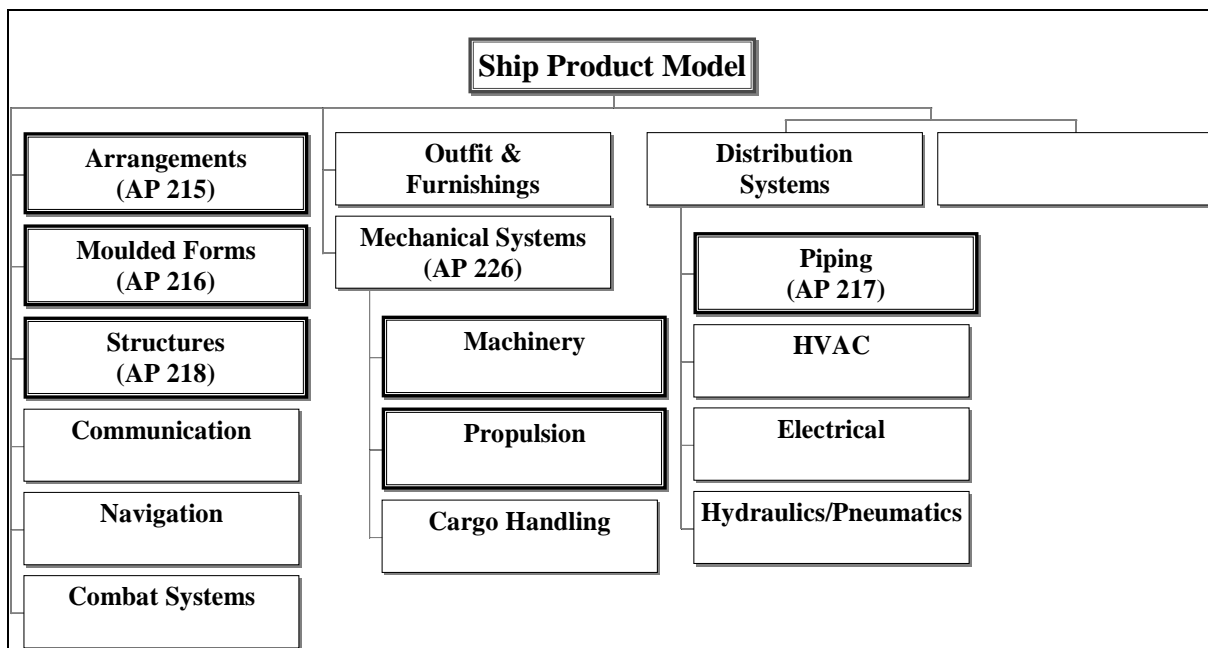 Ship Product Model
Arrangements
(AP 215)
Moulded Forms
(AP 216)
Structures
(AP 218)
Communication
Navigation
Combat Systems
Outfit &
Furnishings
Mechanical Systems
(AP 226)
Machinery
Propulsion
Cargo Handling
Distribution
Systems
Piping
(AP 217)
HVAC
Electrical
Hydraulics/Pneumatics